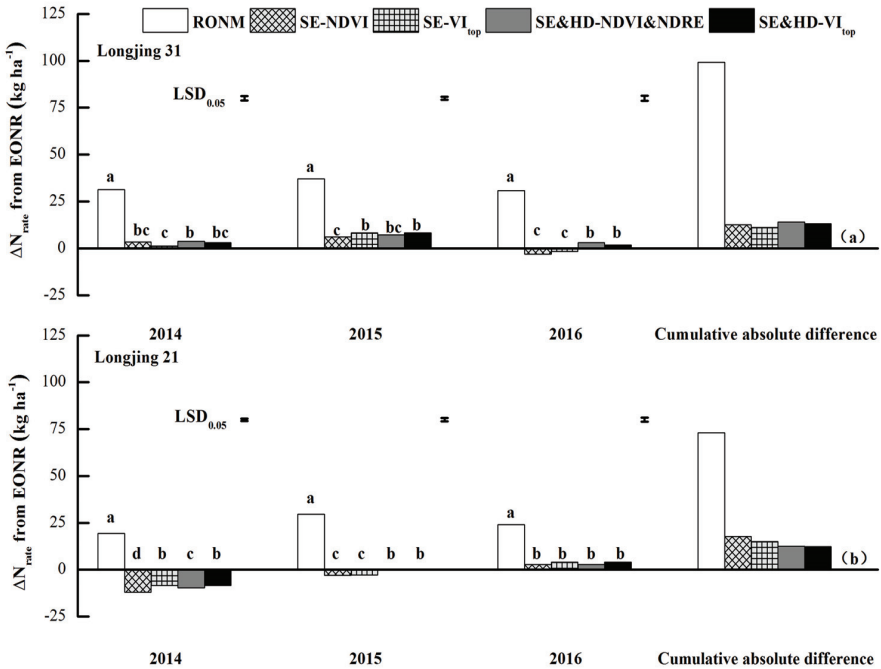 RONM SE-NDVI SE-VItop SE&HD-NDVI&NDRE SE&HD-VItop
Longjing 31
ΔNrate from EONR (kg ha-1)
125
100
75
50
25
0
-25
LSD0.05
a bc c b bc
a c b bc b
a c c b b
(a)
2014 2015 2016 Cumulative absolute difference
Longjing 21
ΔNrate from EONR (kg ha-1)
125
100
75
50
25
0
-25
LSD0.05
a d b c b
a c c b b
a b b b b
(b)
2014 2015 2016 Cumulative absolute difference